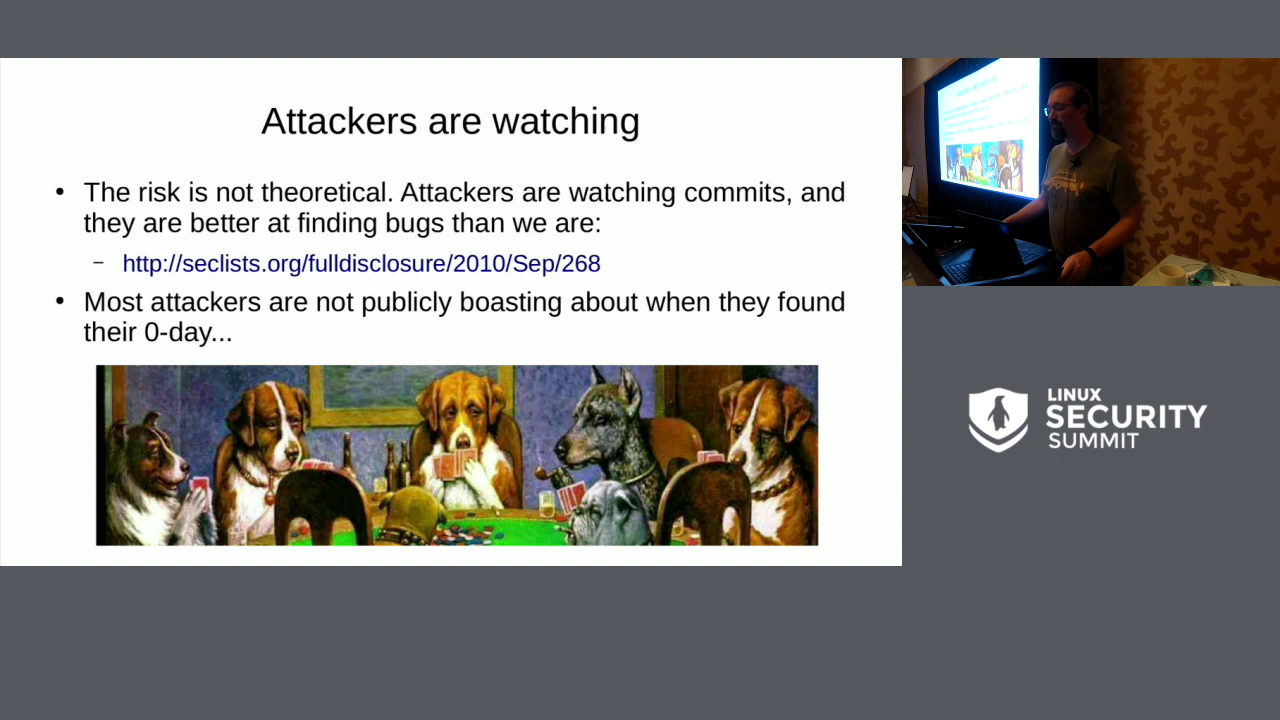 Attackers are watching
• The risk is not theoretical. Attackers are watching commits, and
they are better at finding bugs than we are:
– http://seclists.org/fulldisclosure/2010/Sep/268
• Most attackers are not publicly boasting about when they found
their 0-day...
LINUX
SECURITY
SUMMIT